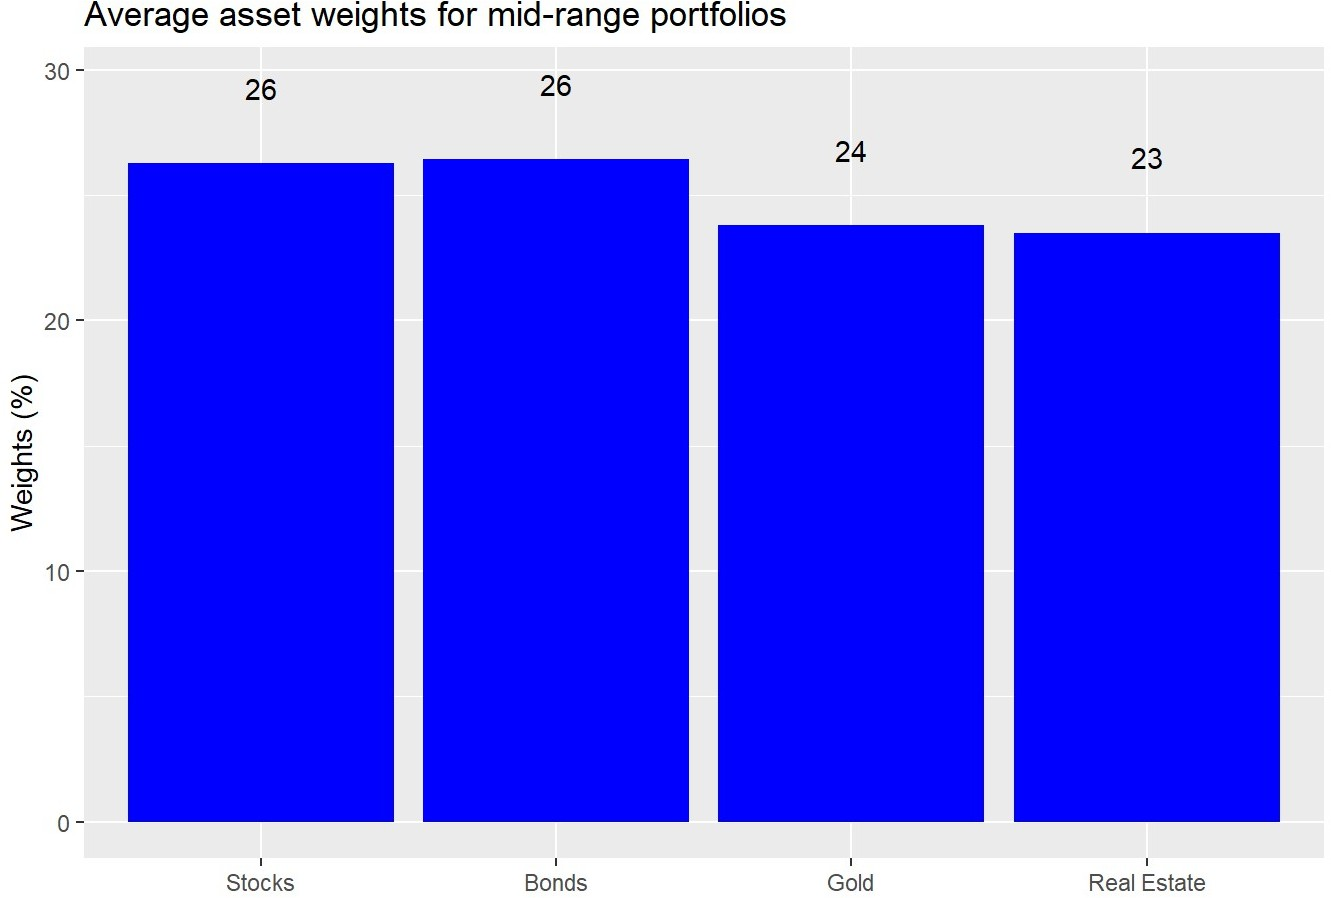 Average asset weights for mid-range portfolios
30
26
26
24
23
20
Weights (%)
10
0
Stocks
Bonds
Gold
Real Estate